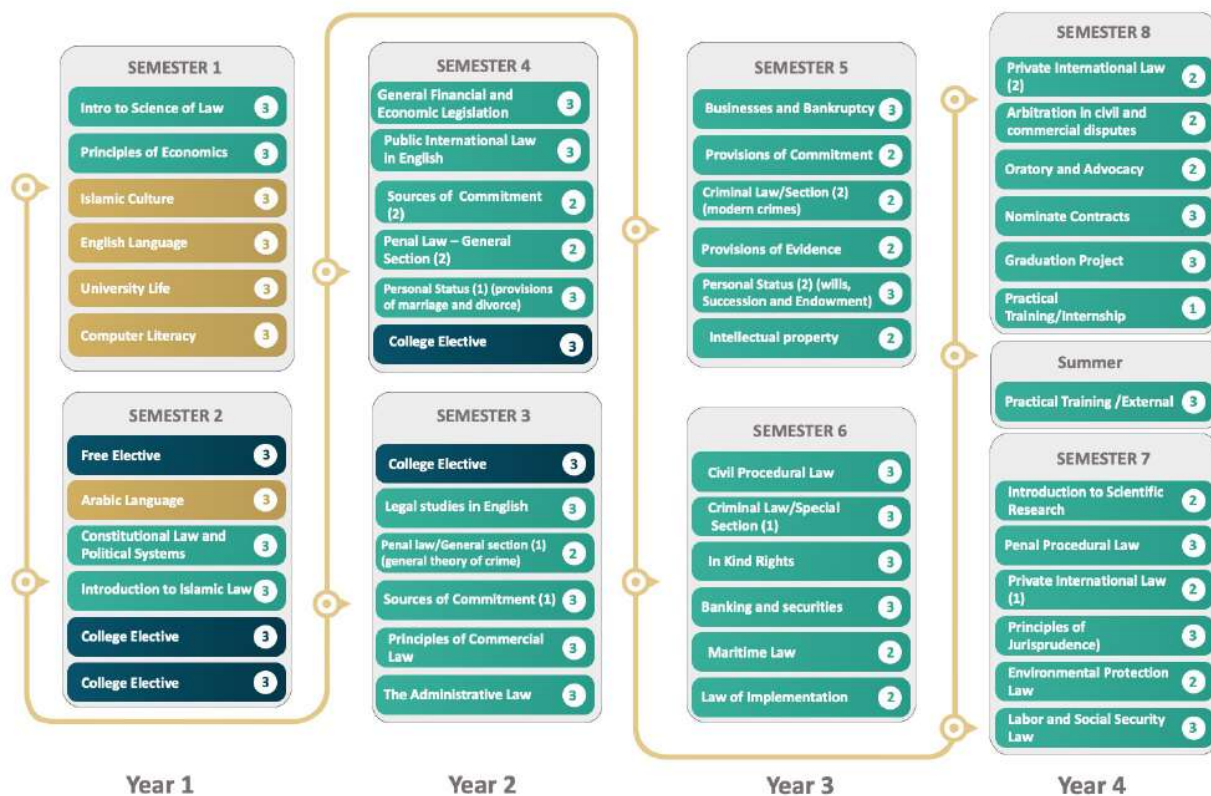 SEMESTER 1
Intro to Science of Law 3
Principles of Economics 3
Islamic Culture 3
English Language 3
University Life 3
Computer Literacy 3
SEMESTER 2
Free Elective 3
Arabic Language 3
Constitutional Law and
Political Systems 3
Introduction to Islamic Law 3
College Elective 3
College Elective 3
Year 1
SEMESTER 4
General Financial and
Economic Legislation 3
Public International Law
in English 3
Sources of Commitment
(2) 2
Penal Law – General
Section (2) 2
Personal Status (1) (provisions
of marriage and divorce) 3
College Elective 3
SEMESTER 3
College Elective 3
Legal studies in English 3
Penal law/General section (1)
(general theory of crime) 2
Sources of Commitment (1) 3
Principles of Commercial
Law 3
The Administrative Law 3
Year 2
SEMESTER 5
Businesses and Bankruptcy 3
Provisions of Commitment 2
Criminal Law/Section (2)
(modern crimes) 2
Provisions of Evidence 2
Personal Status (2) (wills,
Succession and Endowment) 3
Intellectual property 2
SEMESTER 6
Civil Procedural Law 3
Criminal Law/Special
Section (1) 3
In Kind Rights 3
Banking and securities 3
Maritime Law 2
Law of Implementation 2
Year 3
SEMESTER 8
Private International Law
(2) 2
Arbitration in civil and
commercial disputes 2
Oratory and Advocacy 2
Nominate Contracts 3
Graduation Project 3
Practical
Training/Internship 1
Summer
Practical Training /External 3
SEMESTER 7
Introduction to Scientific
Research 2
Penal Procedural Law 3
Private International Law
(1) 2
Principles of
Jurisprudence) 3
Environmental Protection
Law 2
Labor and Social Security
Law 3
Year 4